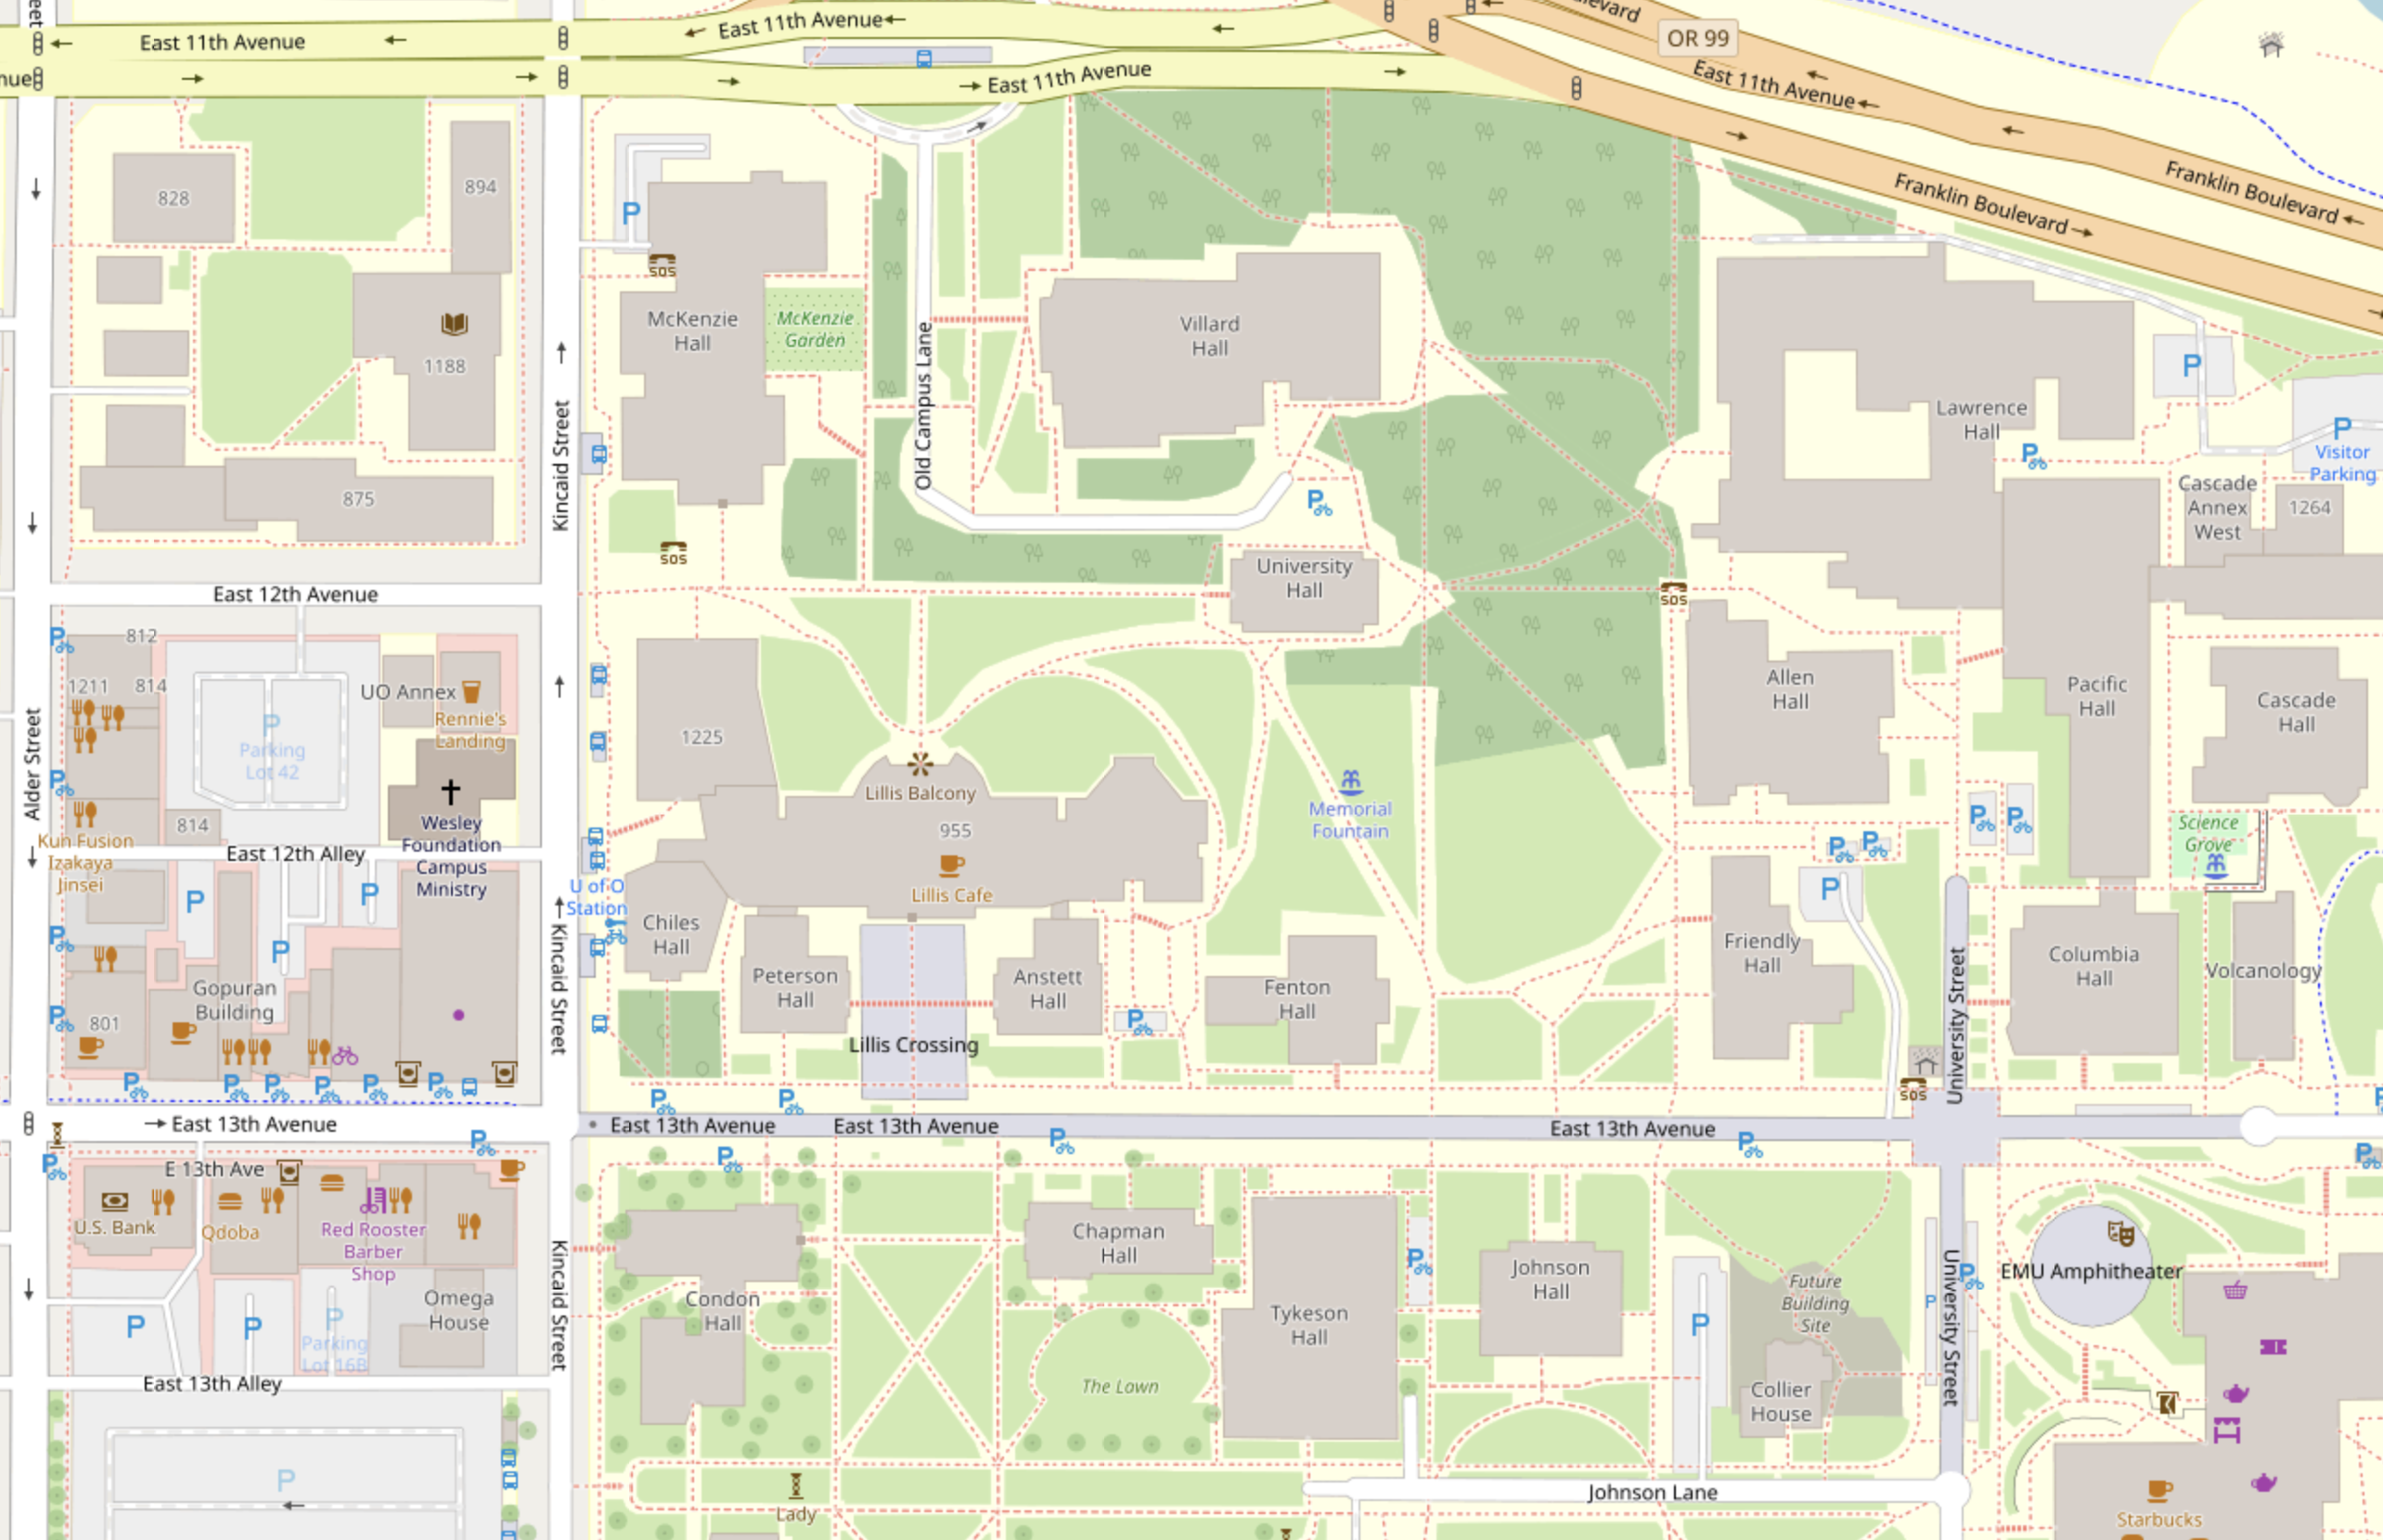 East 11th Avenue
East 11th Avenue
East 11th Avenue
OR 99
East 11th Avenue
Franklin Boulevard
Franklin Boulevard
828
894
P
SOS
McKenzie
Hall
McKenzie
Garden
Villard
Hall
1188
Old Campus Lane
Kincaid Street
Lawrence
Hall
P
P
P
Visitor
Parking
875
P
Cascade
Annex
West
1264
SOS
University
Hall
SOS
East 12th Avenue
P
812
1211
814
UO Annex
Rennie's
Landing
P
Parking
Lot 42
Alder Street
P
1225
Allen
Hall
Pacific
Hall
Cascade
Hall
Lillis Balcony
Memorial
Fountain
814
Wesley
Foundation
Campus
Ministry
955
P
P
P
P
Science
Grove
Kun Fusion
Izakaya
Jinsei
East 12th Alley
U of O
Station
Lillis Cafe
P
P
P
P
P
Chiles
Hall
Friendly
Hall
Columbia
Hall
Volcanology
Gopuran
Building
Peterson
Hall
Anstett
Hall
Fenton
Hall
Kincaid Street
University Street
801
P
P
Lillis Crossing
P
P
P
P
P
P
P
P
SOS
East 13th Avenue
East 13th Avenue
East 13th Avenue
East 13th Avenue
P
P
P
P
P
P
E 13th Ave
U.S. Bank
Qdoba
Red Rooster
Barber
Shop
Kincaid Street
Chapman
Hall
P
Johnson
Hall
Future
Building
Site
P
P
EMU Amphitheater
University Street
Condon
Hall
Tykeson
Hall
Omega
House
P
P
P
Parking
Lot 16B
P
East 13th Alley
The Lawn
Collier
House
P
Lady
Johnson Lane
Starbucks